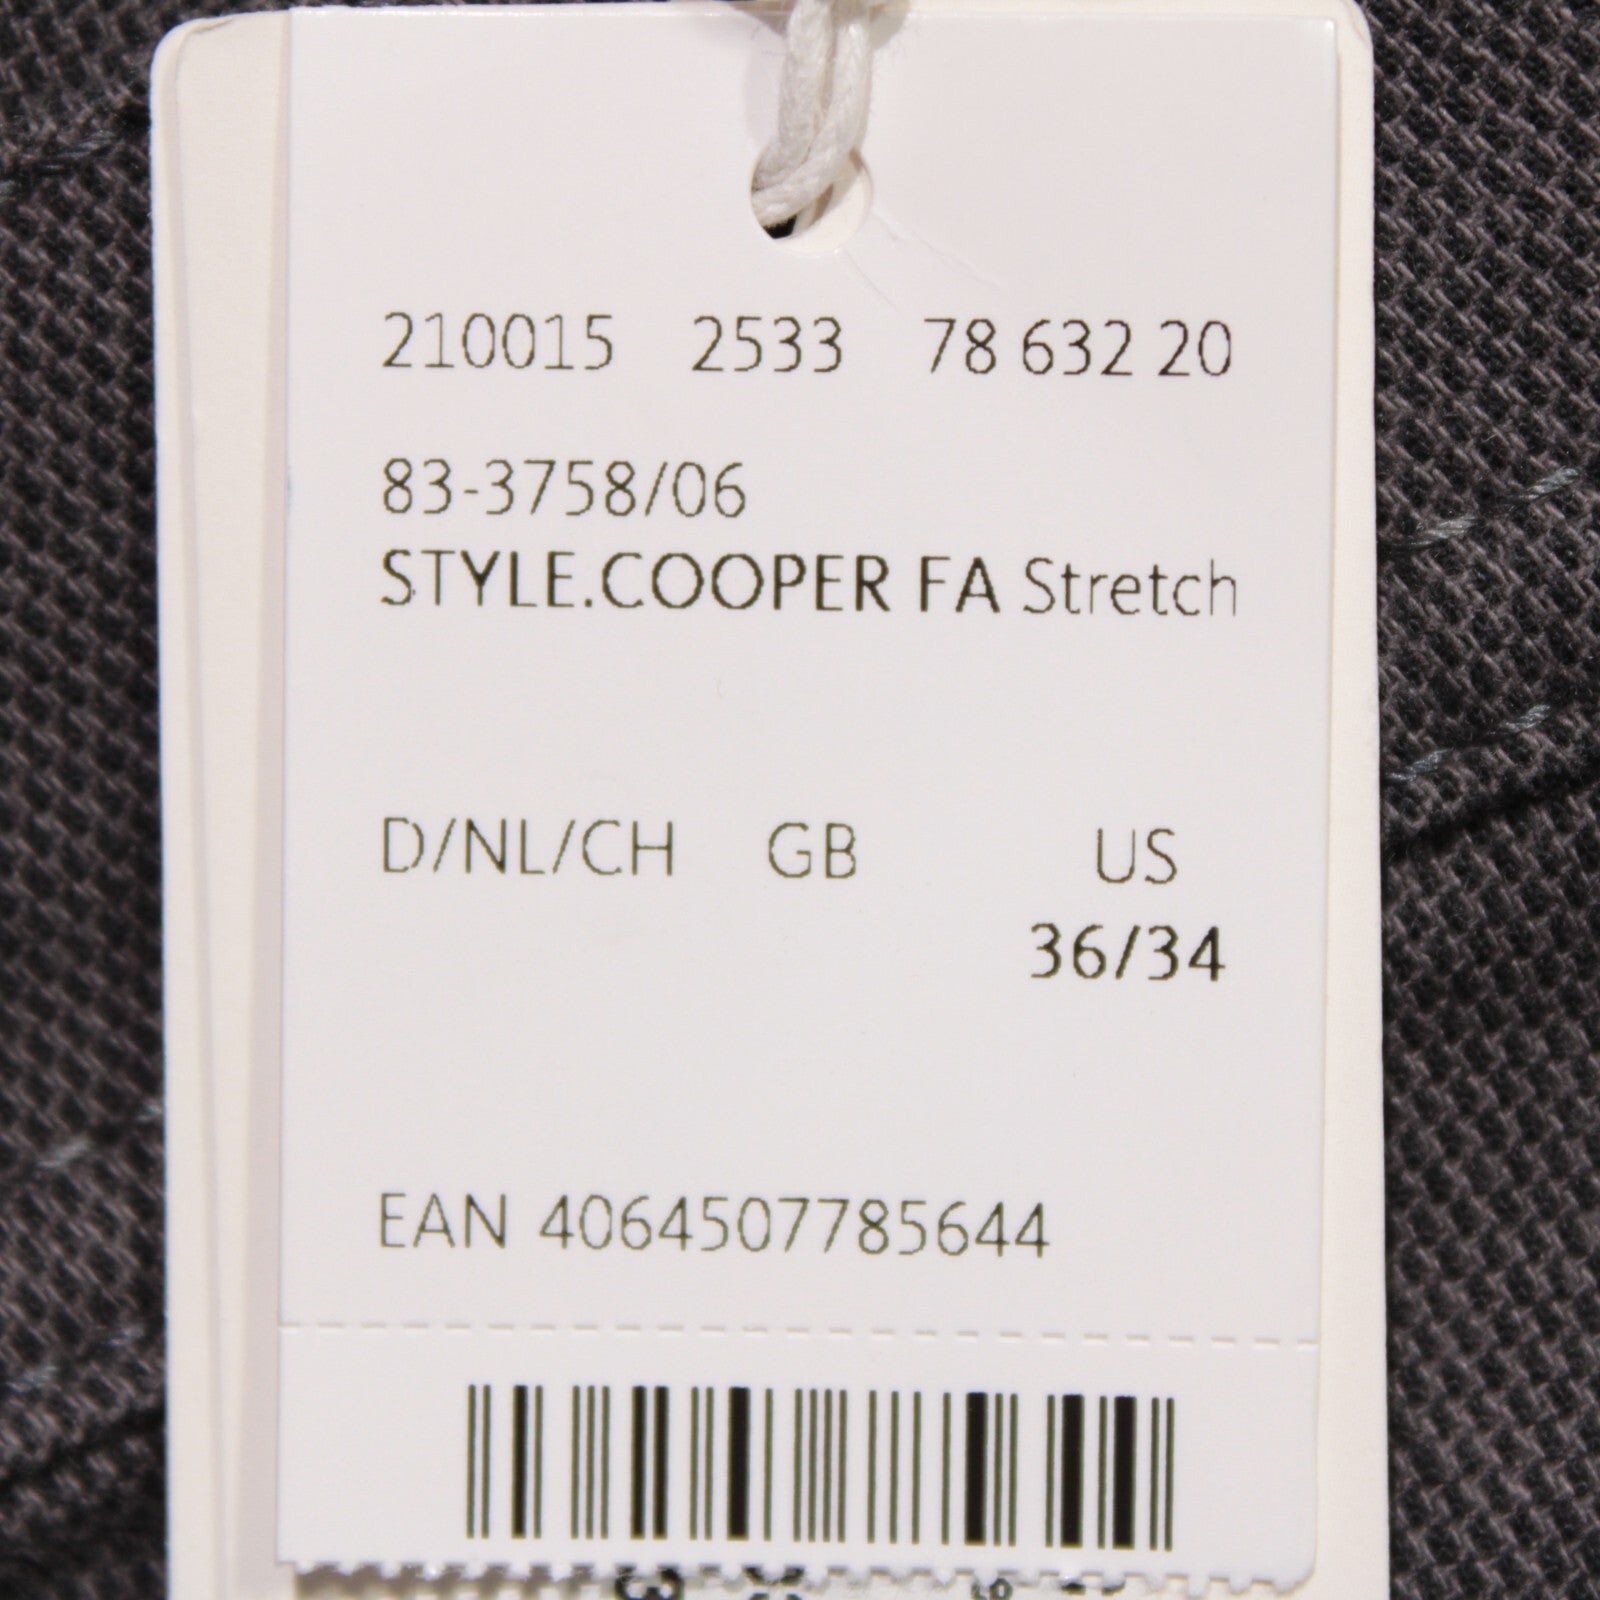 210015 2533 78 632 20
83-3758/06
STYLE.COOPER FA Stretch
D/NL/CH GB US
36/34
EAN 4064507785644